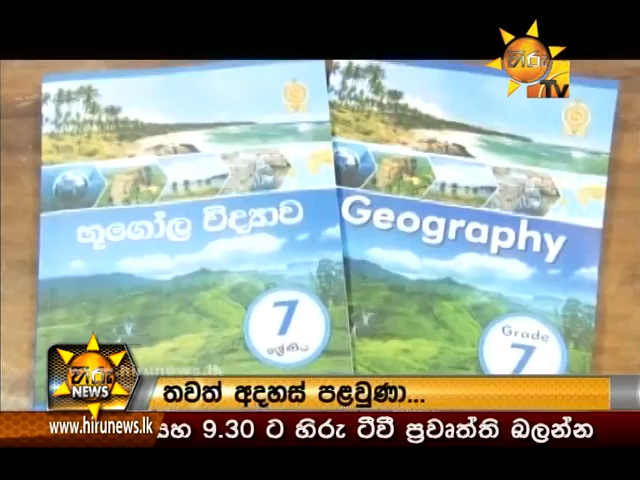 හිරු
TV
භූගෝල විද්‍යාව
7
ශ්‍රේණිය
Geography
Grade
7
හිරු
NEWS
තවත් අදහස් පළවුණා...
www.hirunews.lk
සහ 9.30 ට හිරු ටීවී ප්‍රවෘත්ති බලන්න